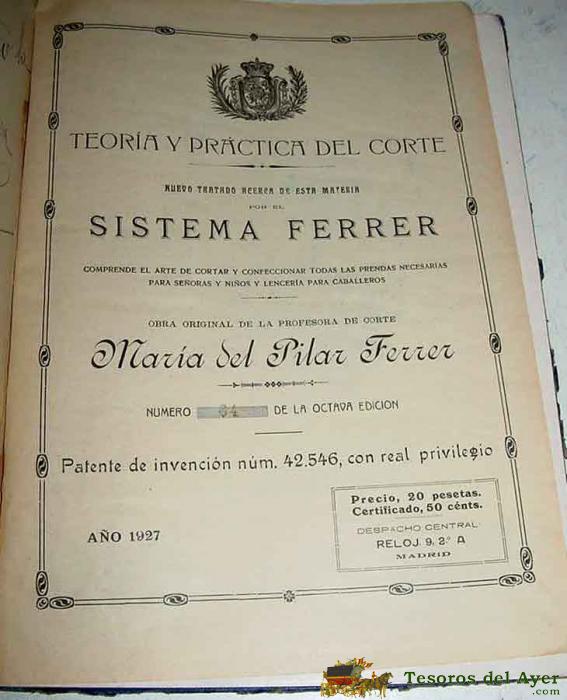 TEORÍA Y PRÁCTICA DEL CORTE
NUEVO TRATADO ACERCA DE ESTA MATERIA
POR EL
SISTEMA FERRER
COMPRENDE EL ARTE DE CORTAR Y CONFECCIONAR TODAS LAS PRENDAS NECESARIAS
PARA SEÑORAS Y NIÑOS Y LENCERÍA PARA CABALLEROS
OBRA ORIGINAL DE LA PROFESORA DE CORTE
María del Pilar Ferrer
NUMERO 64 DE LA OCTAVA EDICION
Patente de invención núm. 42.546, con real privilegio
AÑO 1927
Precio, 20 pesetas.
Certificado, 50 cénts.
DESPACHO CENTRAL
RELOJ, 9, 2.º A
MADRID
Tesoros del Ayer
.com